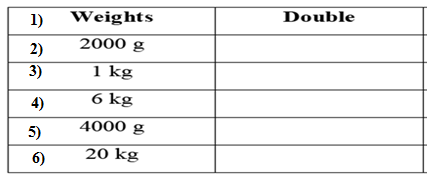 1) Weights Double
2) 2000 g
3) 1 kg
4) 6 kg
5) 4000 g
6) 20 kg